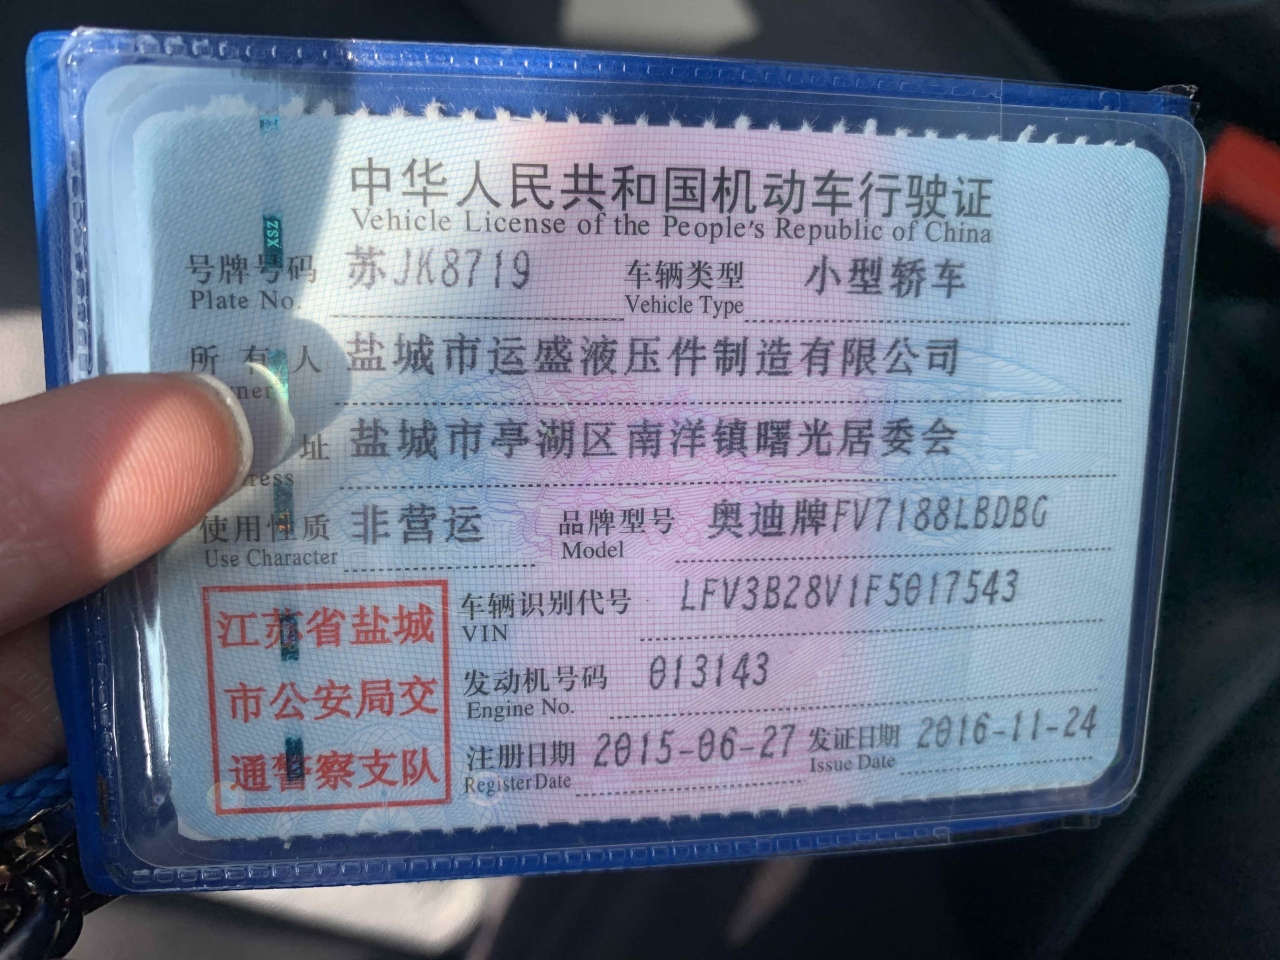 中华人民共和国机动车行驶证
Vehicle License of the People's Republic of China
号牌号码 苏JK8719 车辆类型 小型轿车
Plate No. Vehicle Type
所有人 盐城市运盛液压件制造有限公司
址 盐城市亭湖区南洋镇曙光居委会
使用性质 非营运 品牌型号 奥迪牌FV7188LBDBG
Use Character Model
车辆识别代号 LFV3B28V1F5017543
VIN
发动机号码 013143
Engine No.
注册日期 2015-06-27 发证日期 2016-11-24
Register Date Issue Date
江苏省盐城
市公安局交
通警察支队
XSZ